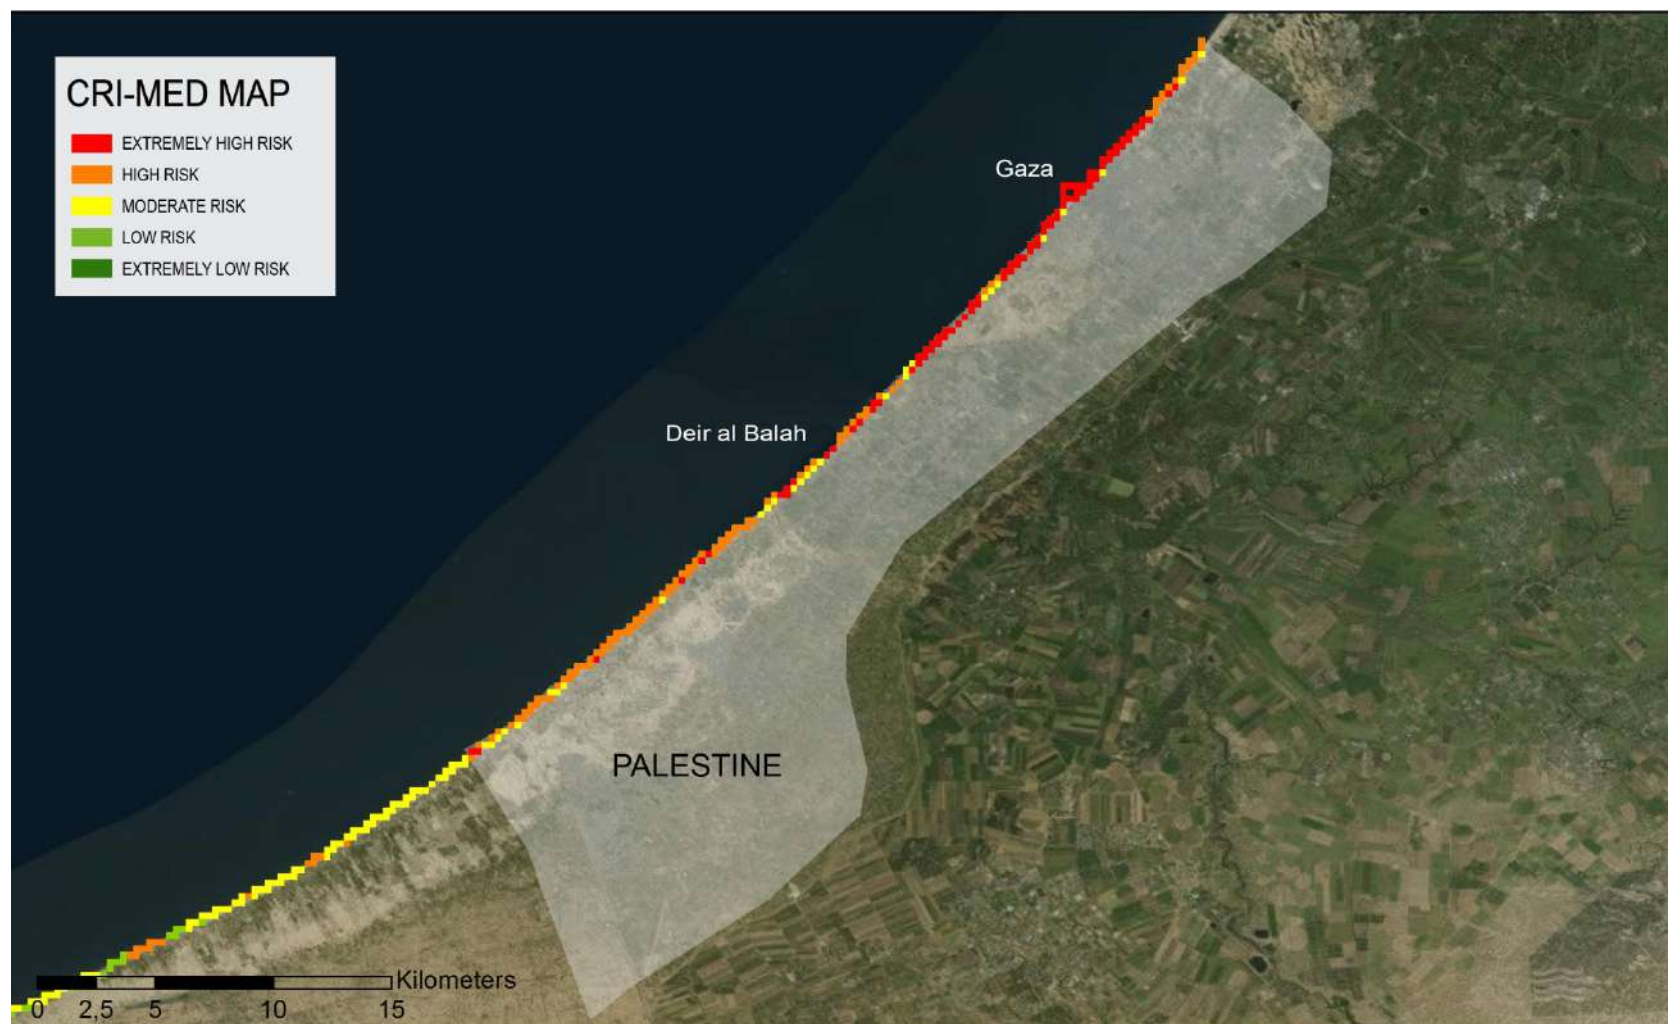 CRI-MED MAP
EXTREMELY HIGH RISK
HIGH RISK
MODERATE RISK
LOW RISK
EXTREMELY LOW RISK
Gaza
Deir al Balah
PALESTINE
Kilometers
0 2,5 5 10 15